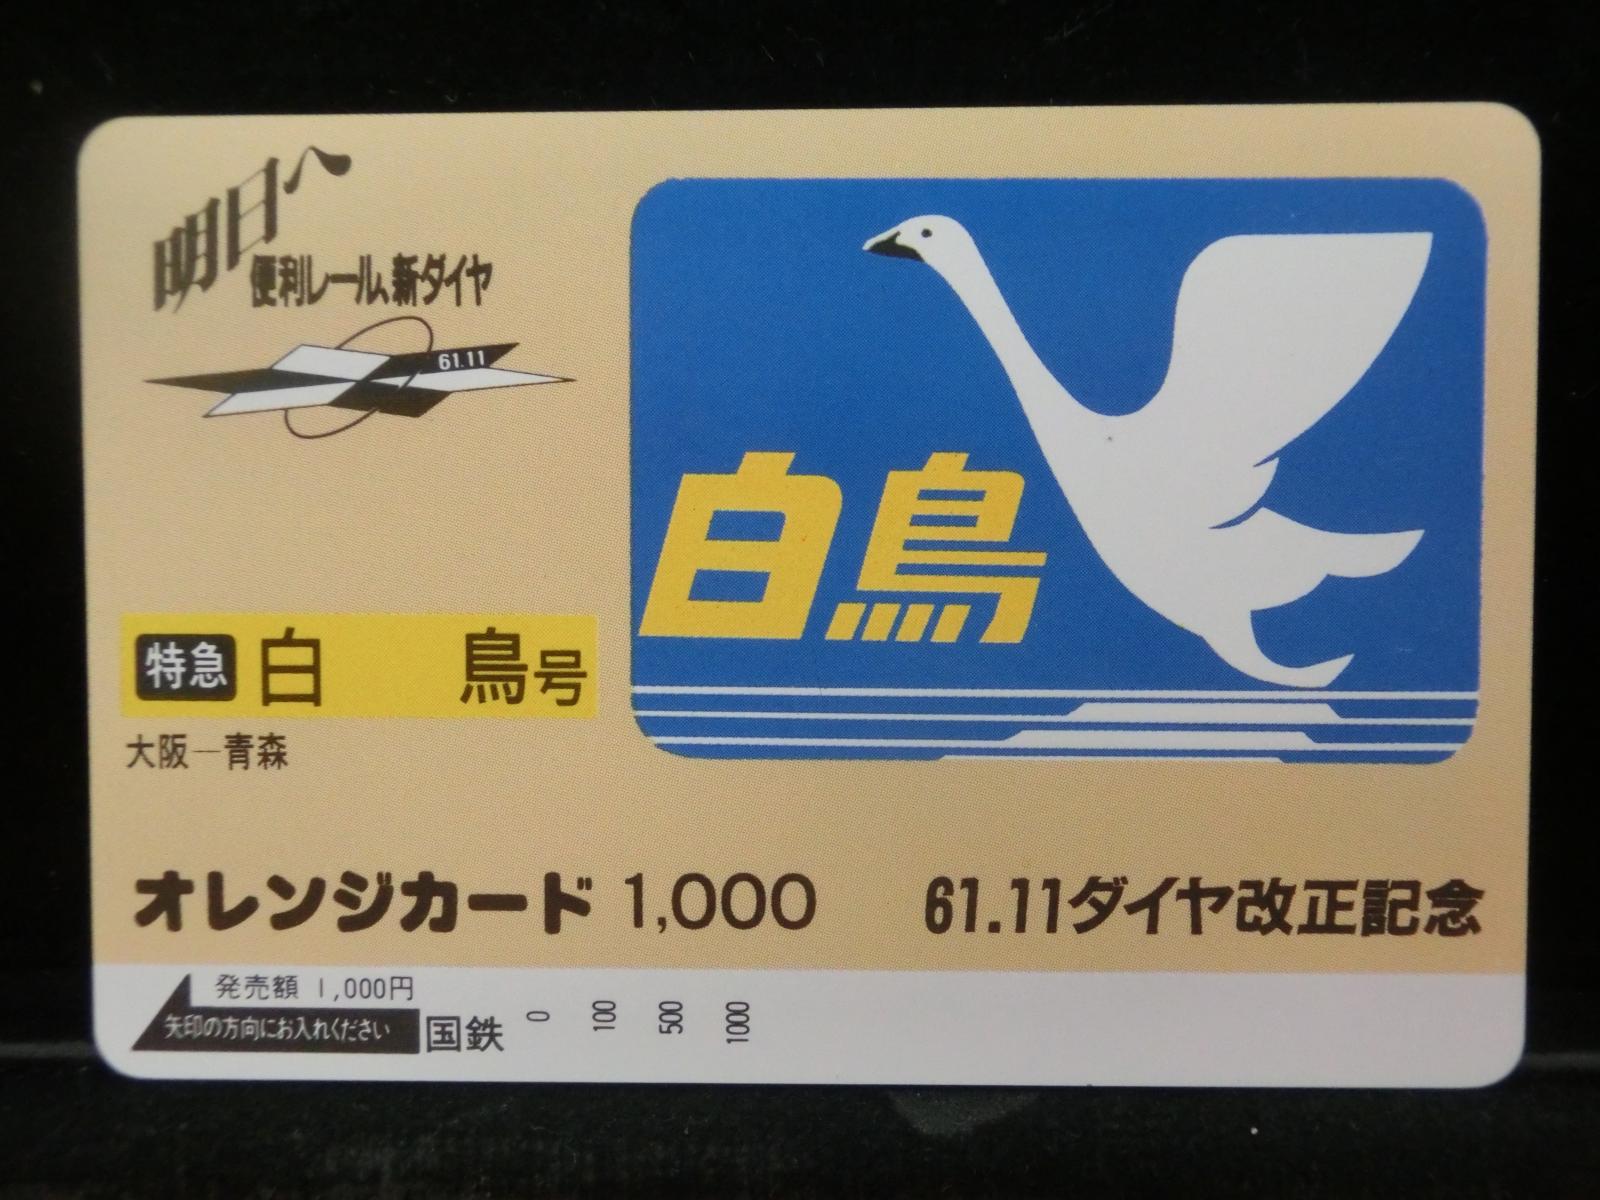 明日へ
便利レール、新ダイヤ
61.11
白鳥
特急 白鳥号
大阪―青森
オレンジカード 1,000
61.11ダイヤ改正記念
発売額 1,000円
矢印の方向にお入れください
国鉄
0 100 500 1000